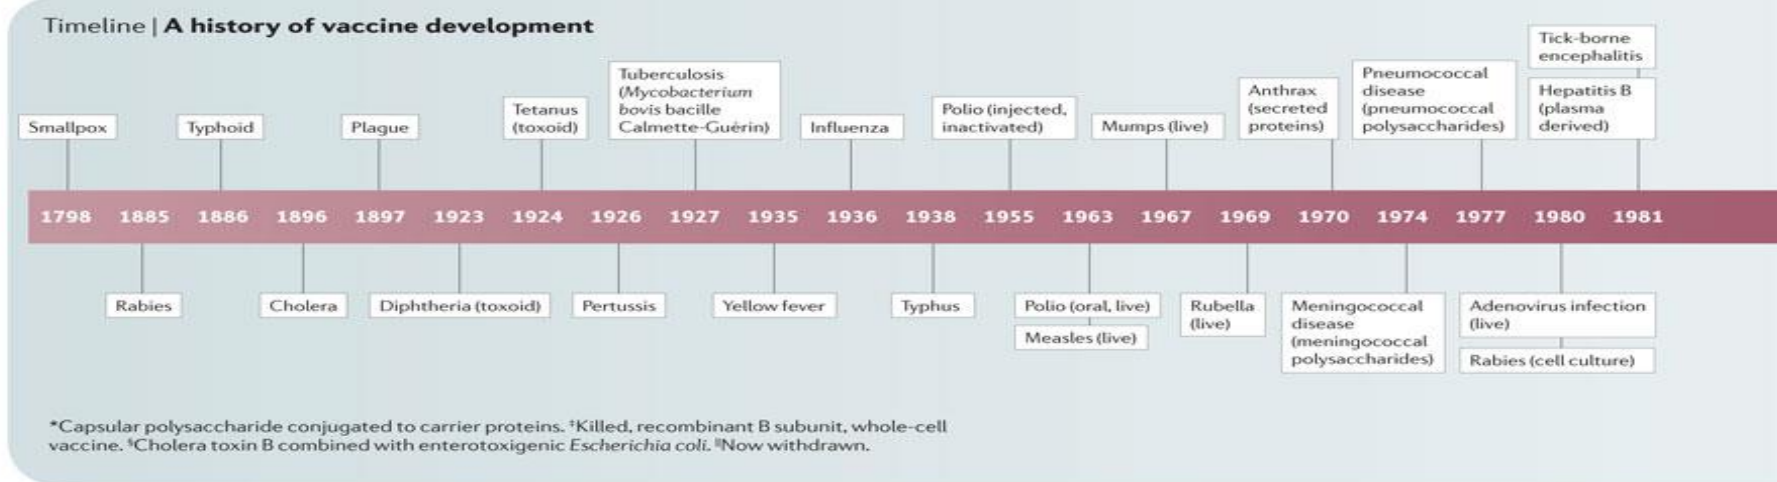 Timeline | A history of vaccine development
Tick-borne
encephalitis
Smallpox
Typhoid
Plague
Tetanus
(toxoid)
Tuberculosis
(Mycobacterium
bovis bacille
Calmette-Guérin)
Influenza
Polio (injected,
inactivated)
Mumps (live)
Anthrax
(secreted
proteins)
Pneumococcal
disease
(pneumococcal
polysaccharides)
Hepatitis B
(plasma
derived)
1798 1885 1886 1896 1897 1923 1924 1926 1927 1935 1936 1938 1955 1963 1967 1969 1970 1974 1977 1980 1981
Rabies
Cholera
Diphtheria (toxoid)
Pertussis
Yellow fever
Typhus
Polio (oral, live)
Measles (live)
Rubella
(live)
Meningococcal
disease
(meningococcal
polysaccharides)
Adenovirus infection
(live)
Rabies (cell culture)
*Capsular polysaccharide conjugated to carrier proteins. ‡Killed, recombinant B subunit, whole-cell
vaccine. §Cholera toxin B combined with enterotoxigenic Escherichia coli. ||Now withdrawn.